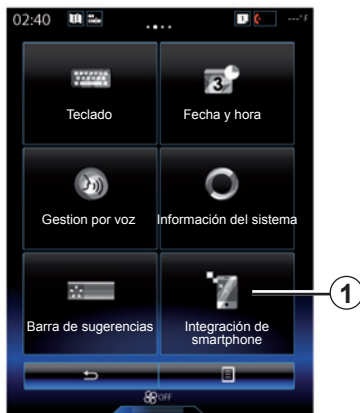 02:40
---°F
Teclado
3
Fecha y hora
Gestion por voz
Información del sistema
Barra de sugerencias
Integración de
smartphone
1
OFF